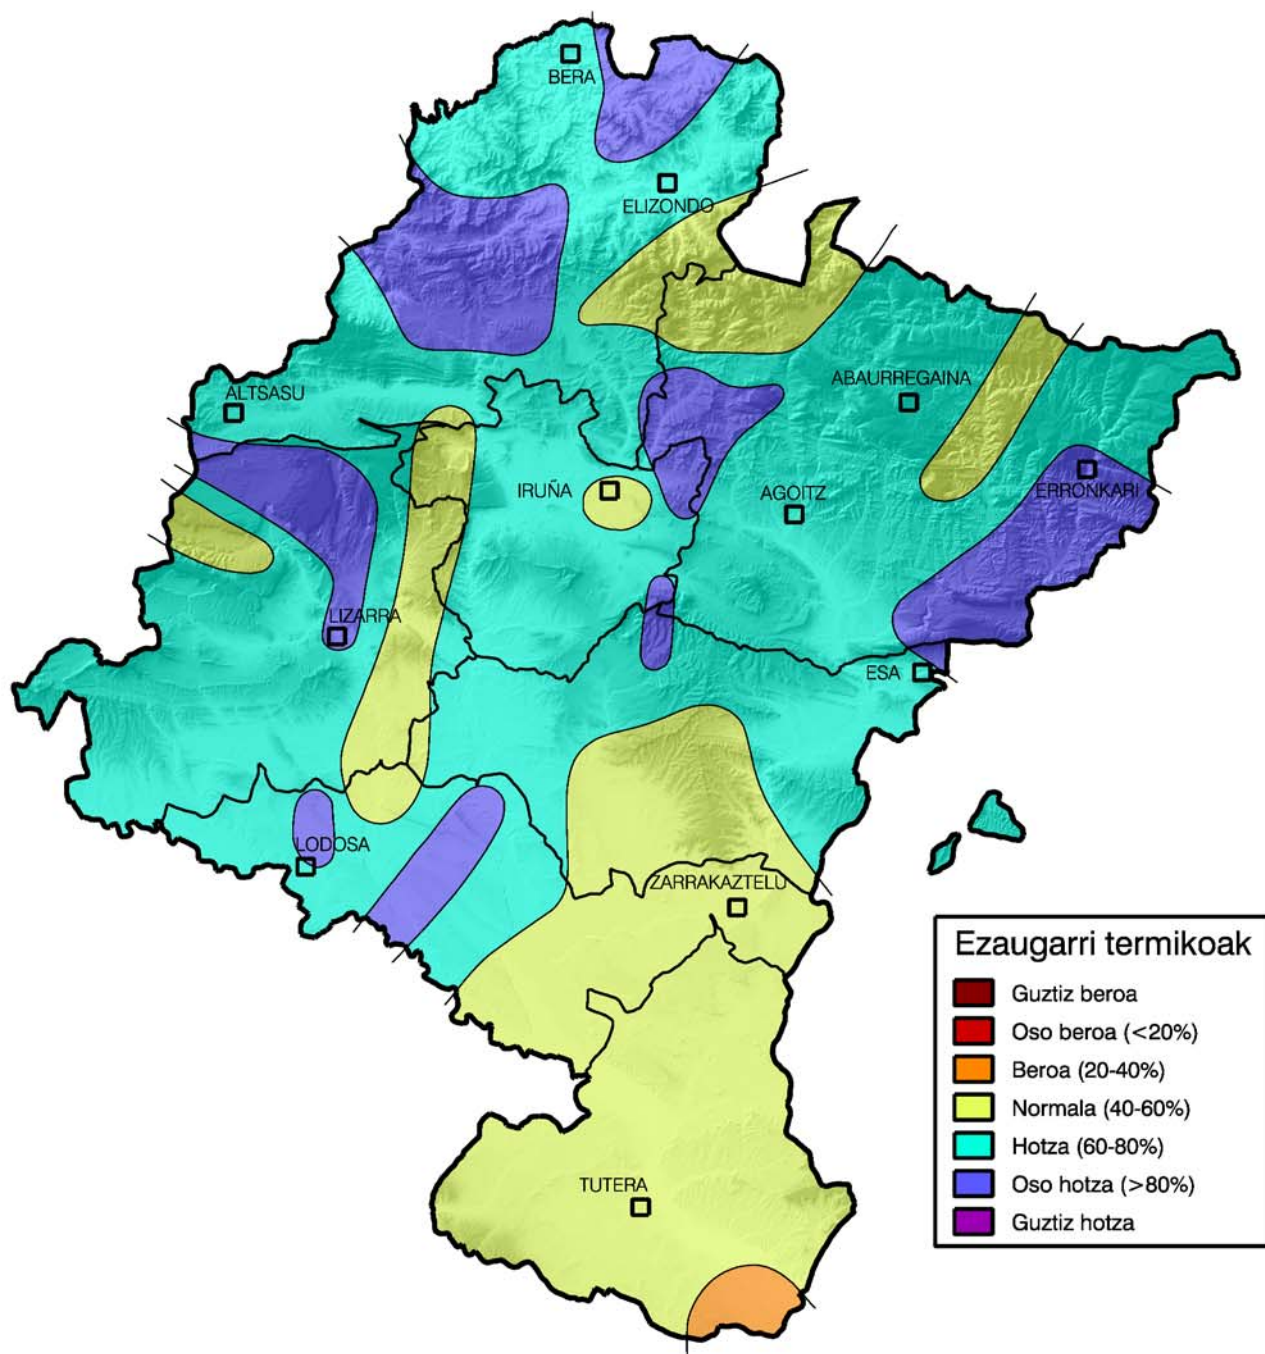 BERA
ELIZONDO
ALTSASU
ABAURREGAINA
IRUÑA
AGOITZ
ERRONKARI
LIZARRA
ESA
LODOSA
ZARRAKAZTELU
TUTERA
Ezaugarri termikoak
Guztiz beroa
Oso beroa (<20%)
Beroa (20-40%)
Normala (40-60%)
Hotza (60-80%)
Oso hotza (>80%)
Guztiz hotza